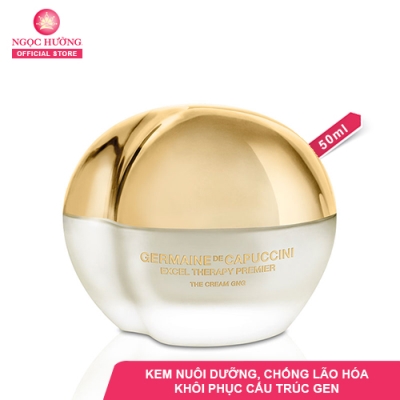 NGỌC HƯỜNG
OFFICIAL STORE
50ml
GERMAINE DE CAPUCCINI
EXCEL THERAPY PREMIER
THE CREAM GNG
KEM NUÔI DƯỠNG, CHỐNG LÃO HÓA
KHÔI PHỤC CẤU TRÚC GEN